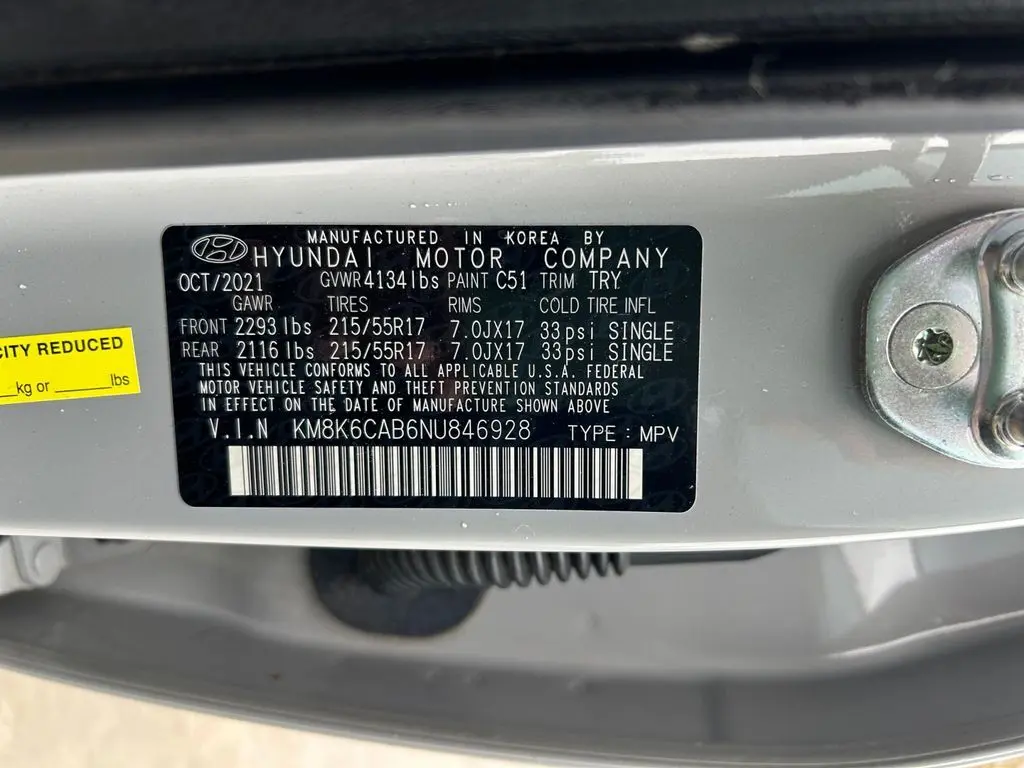 MANUFACTURED IN KOREA BY
HYUNDAI MOTOR COMPANY
OCT/2021 GVWR 4134 lbs PAINT C51 TRIM TRY
GAWR TIRES RIMS COLD TIRE INFL
FRONT 2293 lbs 215/55R17 7.0JX17 33psi SINGLE
REAR 2116 lbs 215/55R17 7.0JX17 33psi SINGLE
THIS VEHICLE CONFORMS TO ALL APPLICABLE U.S.A. FEDERAL
MOTOR VEHICLE SAFETY AND THEFT PREVENTION STANDARDS
IN EFFECT ON THE DATE OF MANUFACTURE SHOWN ABOVE
V.I.N KM8K6CAB6NU846928 TYPE : MPV
REDUCED
kg or ______lbs